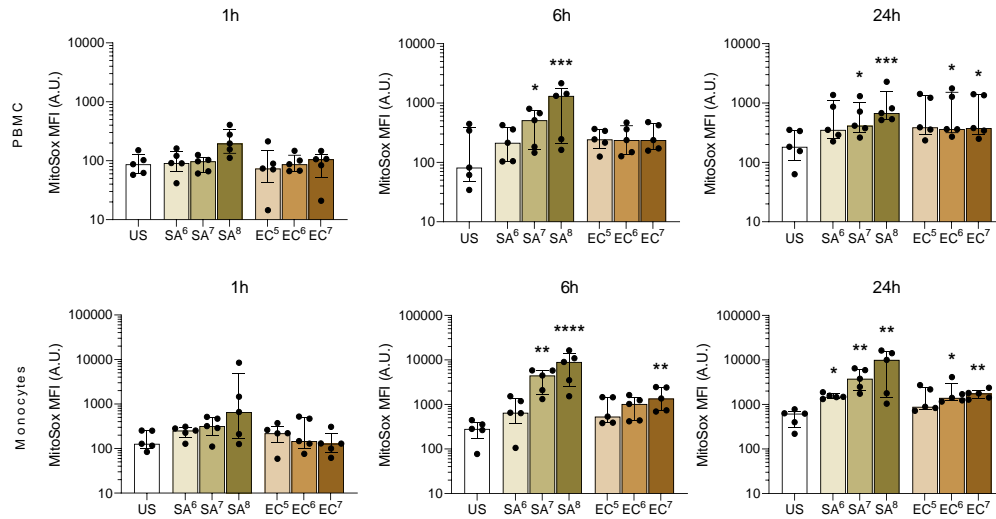 1h
6h
24h
PBMC
MitoSox MFI (A.U.)
10000
1000
100
10
US
SA⁶
SA⁷
SA⁸
EC⁵
EC⁶
EC⁷
MitoSox MFI (A.U.)
10000
1000
100
10
*
***
US
SA⁶
SA⁷
SA⁸
EC⁵
EC⁶
EC⁷
MitoSox MFI (A.U.)
10000
1000
100
10
*
***
*
*
US
SA⁶
SA⁷
SA⁸
EC⁵
EC⁶
EC⁷
1h
6h
24h
Monocytes
MitoSox MFI (A.U.)
100000
10000
1000
100
10
US
SA⁶
SA⁷
SA⁸
EC⁵
EC⁶
EC⁷
MitoSox MFI (A.U.)
100000
10000
1000
100
10
**
****
**
US
SA⁶
SA⁷
SA⁸
EC⁵
EC⁶
EC⁷
MitoSox MFI (A.U.)
100000
10000
1000
100
10
*
**
**
*
**
US
SA⁶
SA⁷
SA⁸
EC⁵
EC⁶
EC⁷